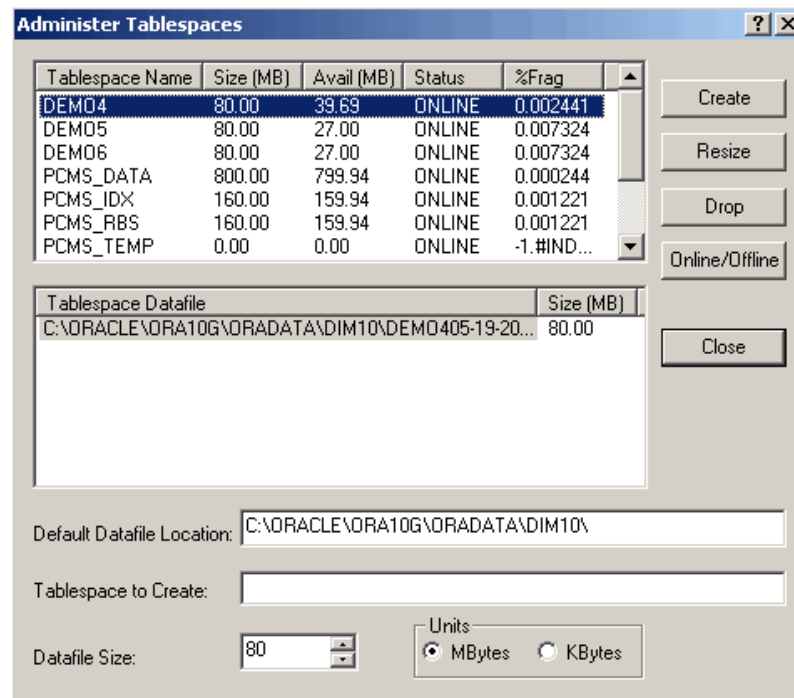 Administer Tablespaces
Tablespace Name Size (MB) Avail (MB) Status %Frag
DEMO4 80.00 39.69 ONLINE 0.002441
DEMO5 80.00 27.00 ONLINE 0.007324
DEMO6 80.00 27.00 ONLINE 0.007324
PCMS_DATA 800.00 799.94 ONLINE 0.000244
PCMS_IDX 160.00 159.94 ONLINE 0.001221
PCMS_RBS 160.00 159.94 ONLINE 0.001221
PCMS_TEMP 0.00 0.00 ONLINE -1.#IND...
Create
Resize
Drop
Online/Offline
Close
Tablespace Datafile Size (MB)
C:\ORACLE\ORA10G\ORADATA\DIM10\DEMO405-19-20... 80.00
Default Datafile Location: C:\ORACLE\ORA10G\ORADATA\DIM10\
Tablespace to Create:
Datafile Size: 80
Units
MBytes KBytes